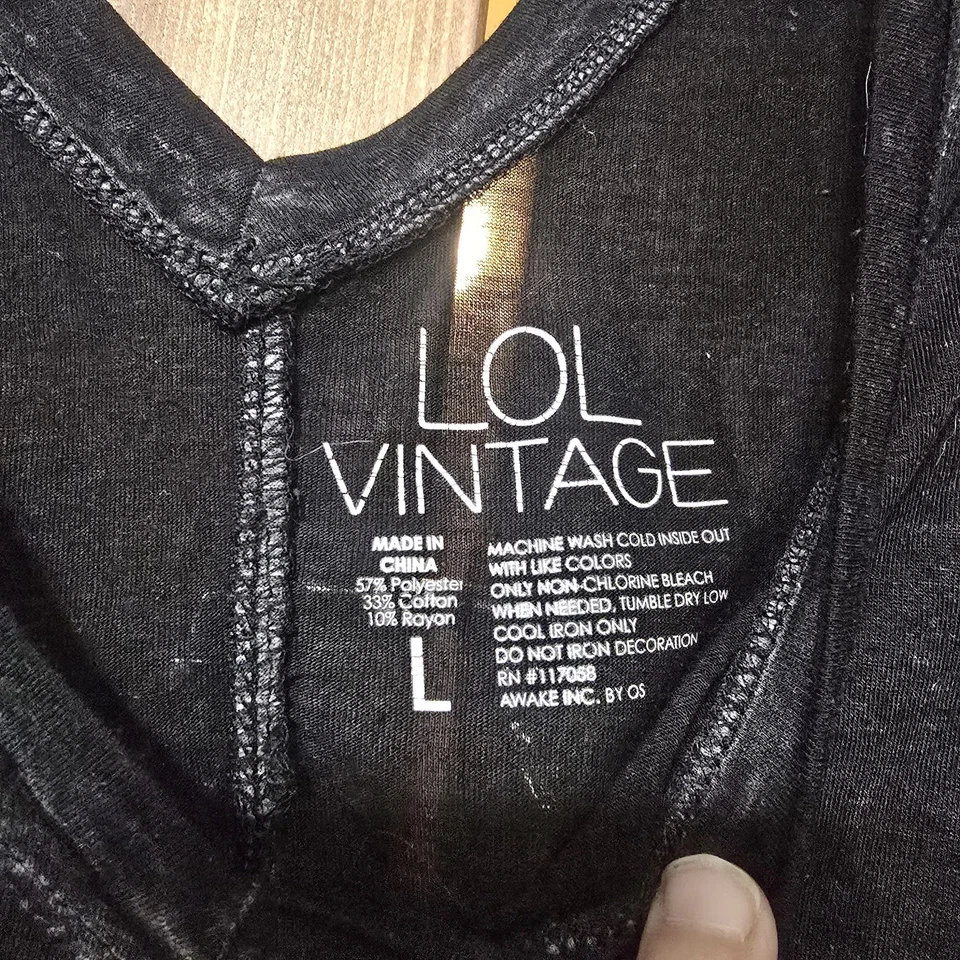 LOL
VINTAGE
MADE IN
CHINA
57% Polyester
33% Cotton
10% Rayon
L
MACHINE WASH COLD INSIDE OUT
WITH LIKE COLORS
ONLY NON-CHLORINE BLEACH
WHEN NEEDED, TUMBLE DRY LOW
COOL IRON ONLY
DO NOT IRON DECORATION
RN #117058
AWAKE INC. BY OS